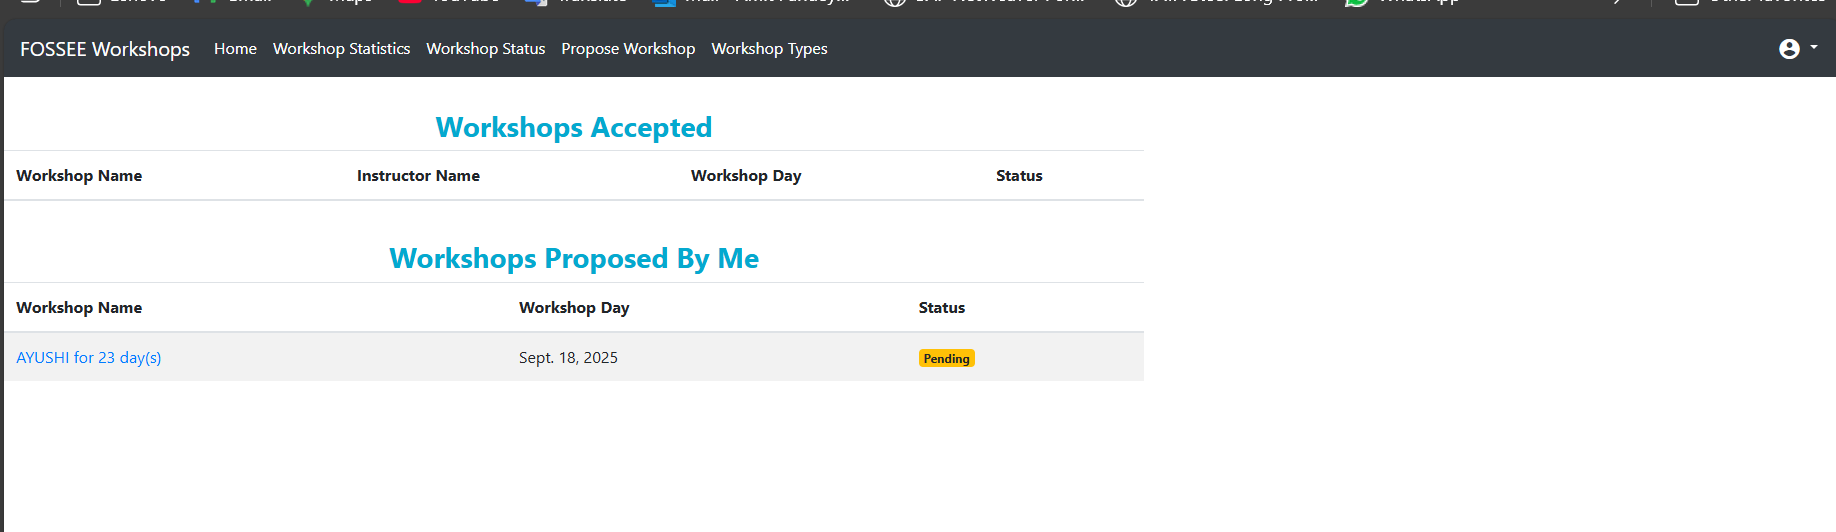 FOSSEE Workshops Home Workshop Statistics Workshop Status Propose Workshop Workshop Types
Workshops Accepted
Workshop Name Instructor Name Workshop Day Status
Workshops Proposed By Me
Workshop Name Workshop Day Status
AYUSHI for 23 day(s) Sept. 18, 2025 Pending